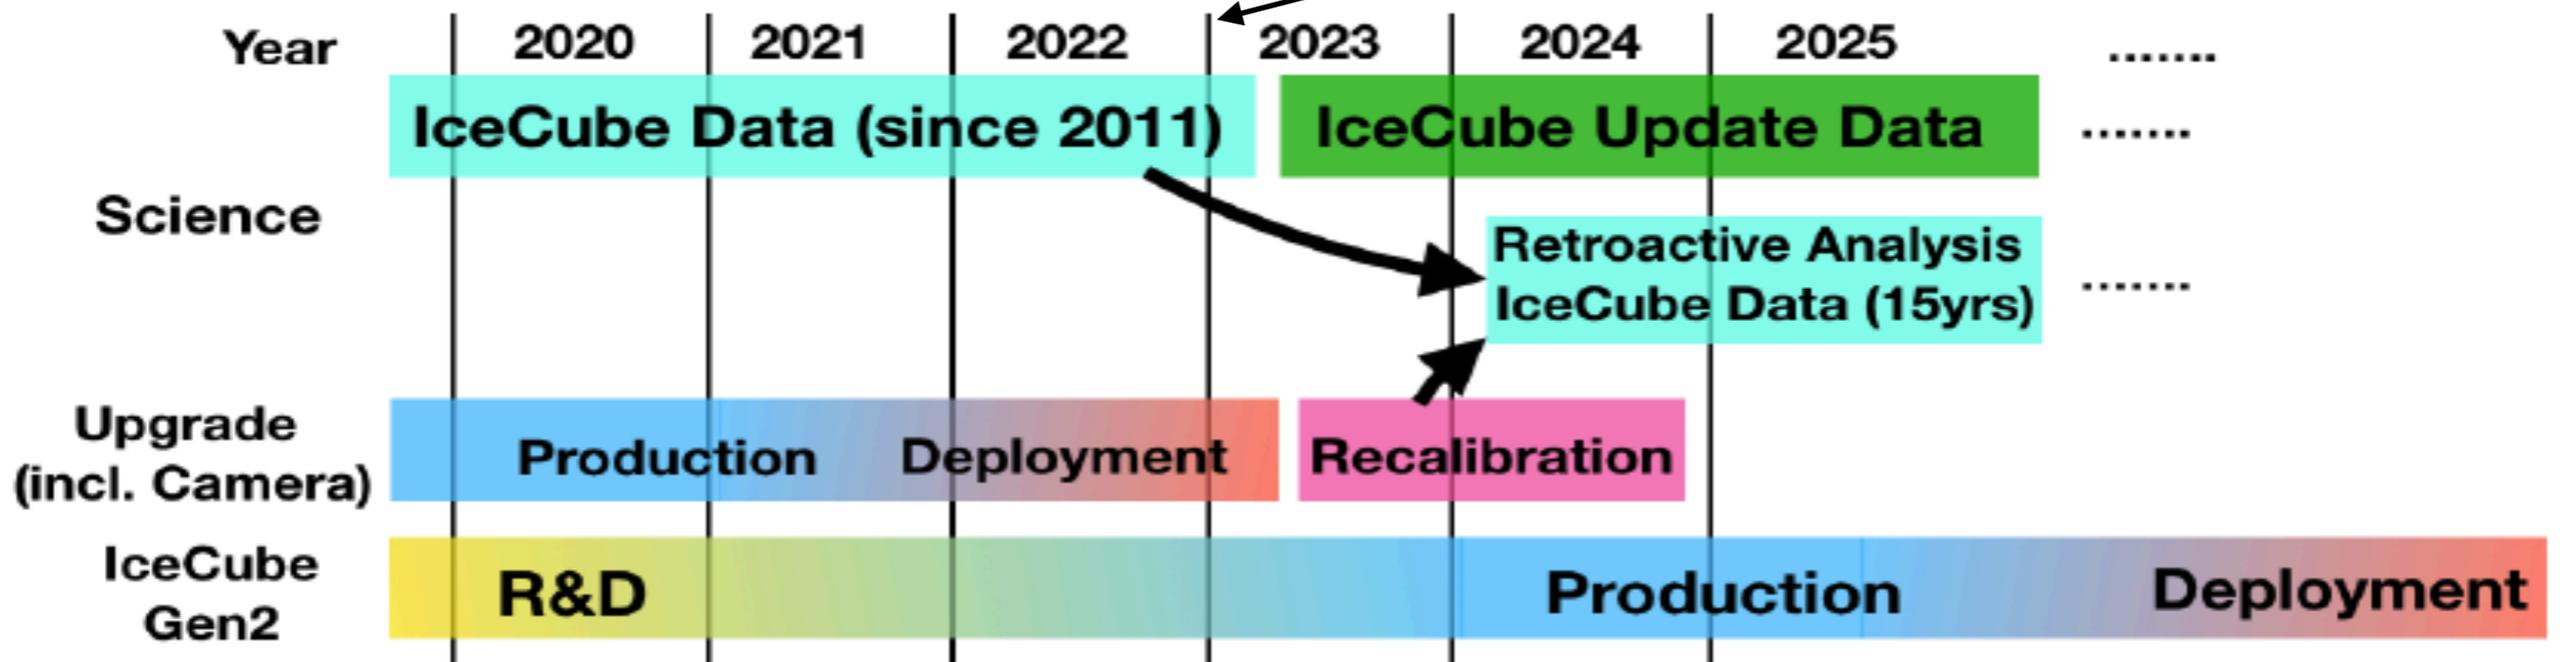 Year 2020 2021 2022 2023 2024 2025 .......
IceCube Data (since 2011) IceCube Update Data .......
Science
Retroactive Analysis
IceCube Data (15yrs) .......
Upgrade
(incl. Camera)
Production Deployment Recalibration
IceCube
Gen2
R&D Production Deployment